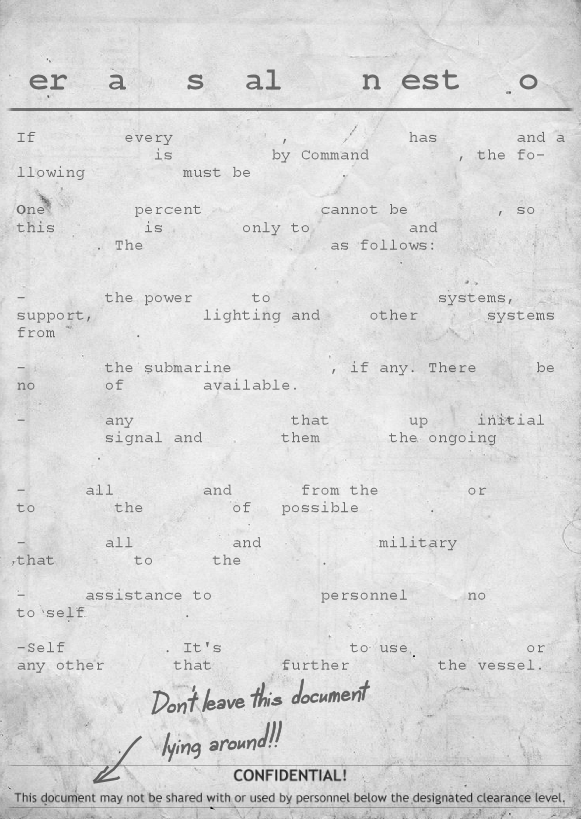 er a s al n est o
If every , has and a
is by Command , the fo-
llowing must be .
One percent cannot be , so
this is only to and
. The as follows:
- the power to systems,
support, lighting and other systems
from .
- the submarine , if any. There be
no of available.
- any that up initial
signal and them the ongoing
.
- all and from the or
to the of possible .
- all and military
that to the .
- assistance to personnel no
to self .
-Self . It's to use or
any other that further the vessel.
Don't leave this document
lying around!!!
CONFIDENTIAL!
This document may not be shared with or used by personnel below the designated clearance level.